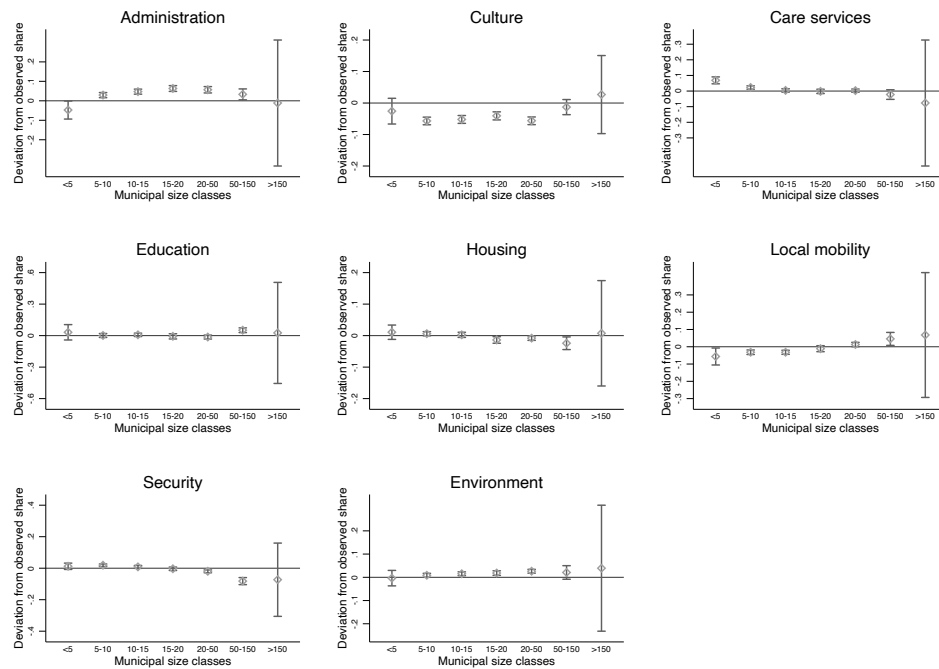 Administration
Deviation from observed share
.2
.1
0
-.1
-.2
<5 5-10 10-15 15-20 20-50 50-150 >150
Municipal size classes
Culture
Deviation from observed share
.2
.1
0
-.1
-.2
<5 5-10 10-15 15-20 20-50 50-150 >150
Municipal size classes
Care services
Deviation from observed share
.3
.2
.1
0
-.1
-.2
-.3
<5 5-10 10-15 15-20 20-50 50-150 >150
Municipal size classes
Education
Deviation from observed share
.6
.3
0
-.3
-.6
<5 5-10 10-15 15-20 20-50 50-150 >150
Municipal size classes
Housing
Deviation from observed share
.2
.1
0
-.1
-.2
<5 5-10 10-15 15-20 20-50 50-150 >150
Municipal size classes
Local mobility
Deviation from observed share
.3
.2
.1
0
-.1
-.2
-.3
<5 5-10 10-15 15-20 20-50 50-150 >150
Municipal size classes
Security
Deviation from observed share
.4
.2
0
-.2
-.4
<5 5-10 10-15 15-20 20-50 50-150 >150
Municipal size classes
Environment
Deviation from observed share
.2
.1
0
-.1
-.2
<5 5-10 10-15 15-20 20-50 50-150 >150
Municipal size classes